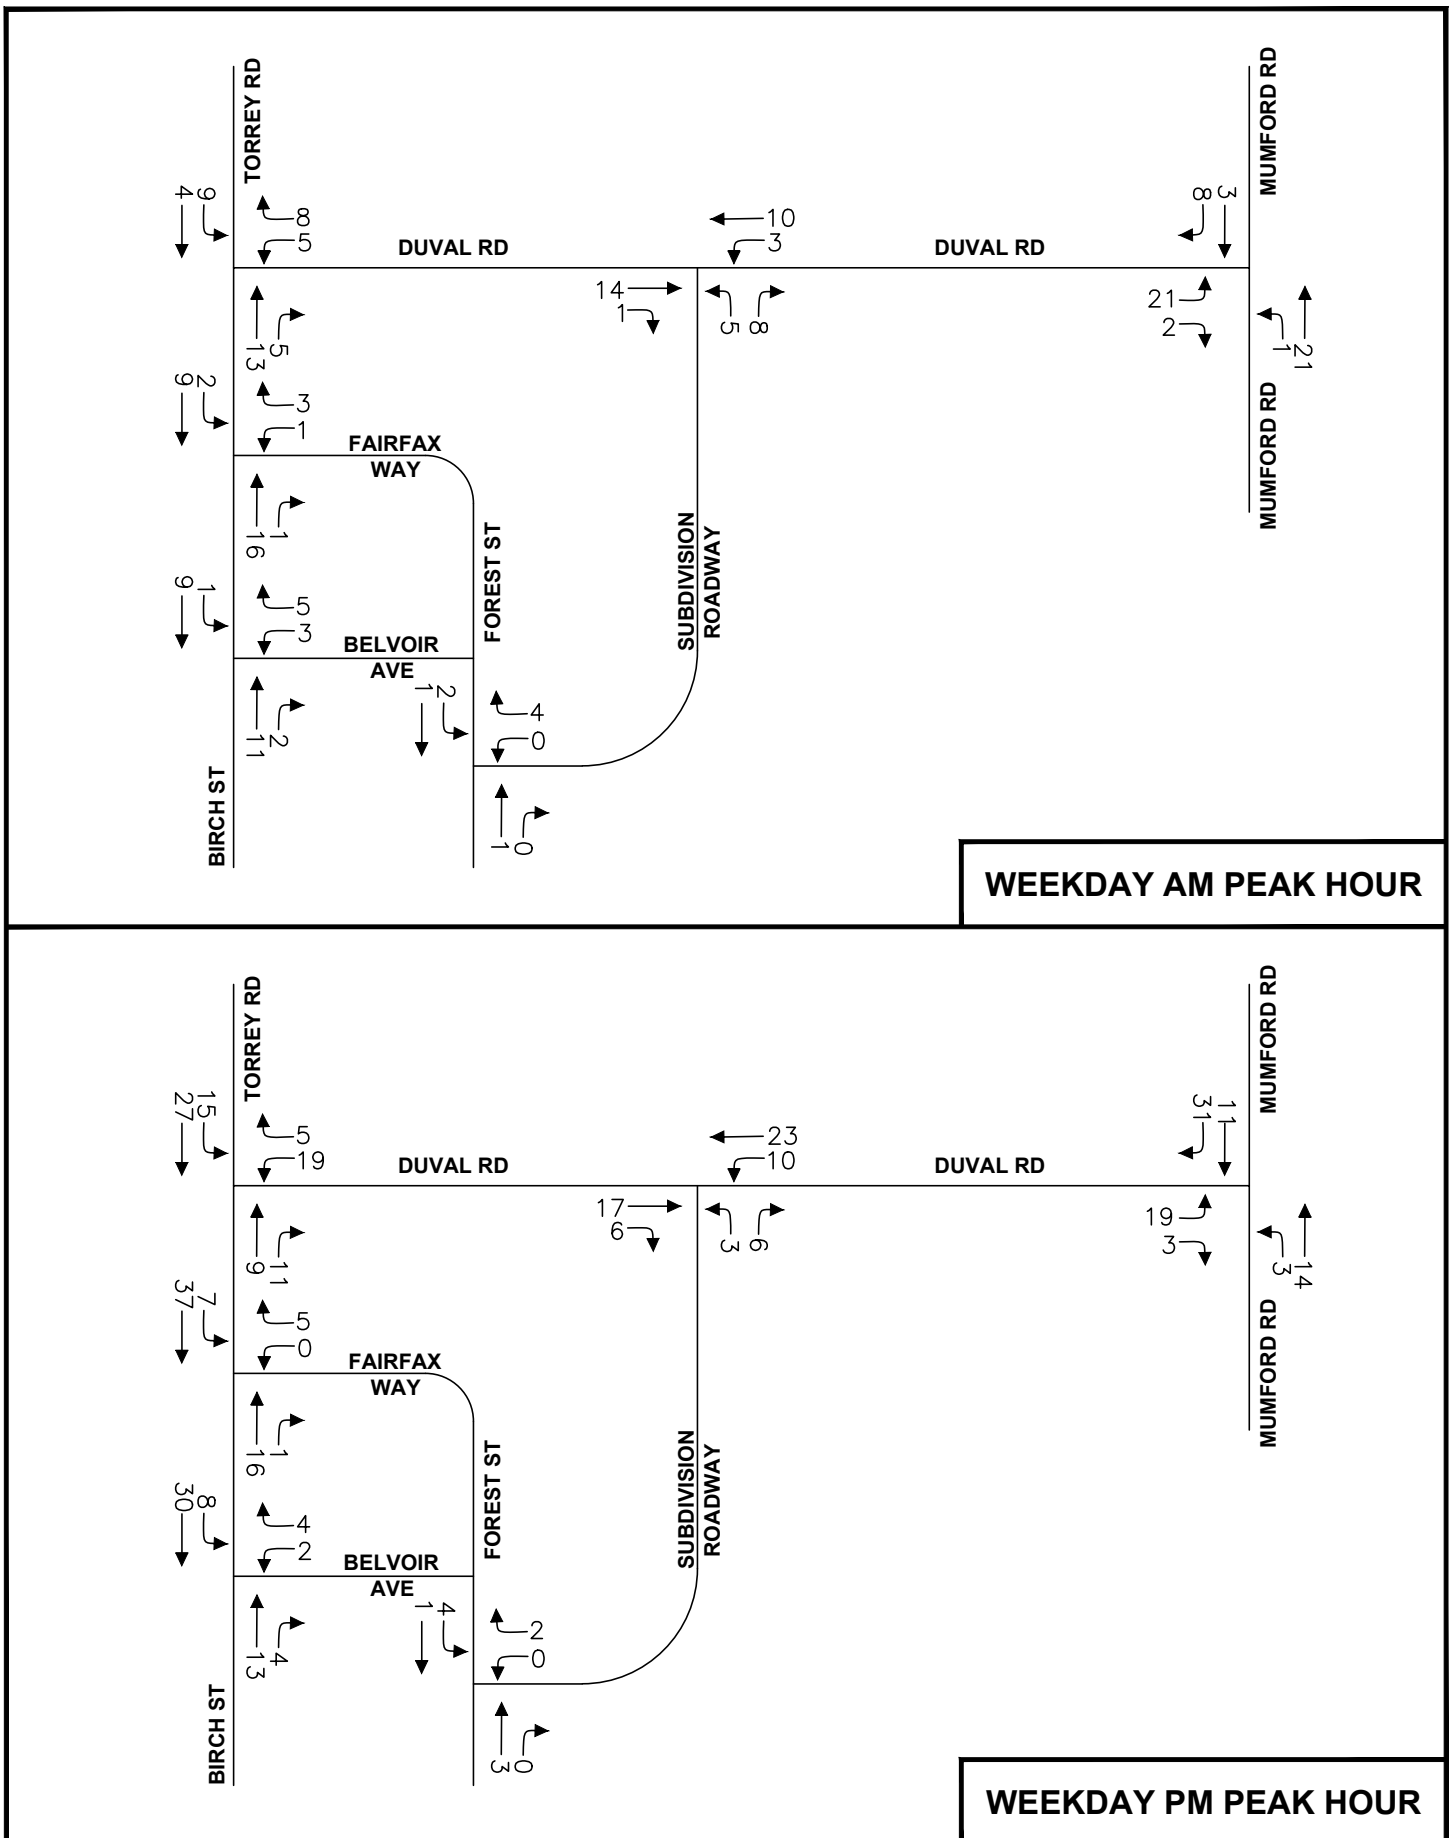 TORREY RD
MUMFORD RD
9
4
8
5
DUVAL RD
10
3
DUVAL RD
3
8
14
1
5
8
21
2
1
21
13
5
2
9
3
1
FAIRFAX
WAY
MUMFORD RD
16
1
FOREST ST
SUBDIVISION
ROADWAY
1
9
5
3
BELVOIR
AVE
11
2
2
1
4
0
BIRCH ST
1
0
WEEKDAY AM PEAK HOUR
TORREY RD
MUMFORD RD
15
27
5
19
DUVAL RD
23
10
DUVAL RD
11
31
17
6
3
6
19
3
3
14
9
11
7
37
5
0
FAIRFAX
WAY
MUMFORD RD
16
1
FOREST ST
SUBDIVISION
ROADWAY
8
30
4
2
BELVOIR
AVE
13
4
4
1
2
0
BIRCH ST
3
0
WEEKDAY PM PEAK HOUR